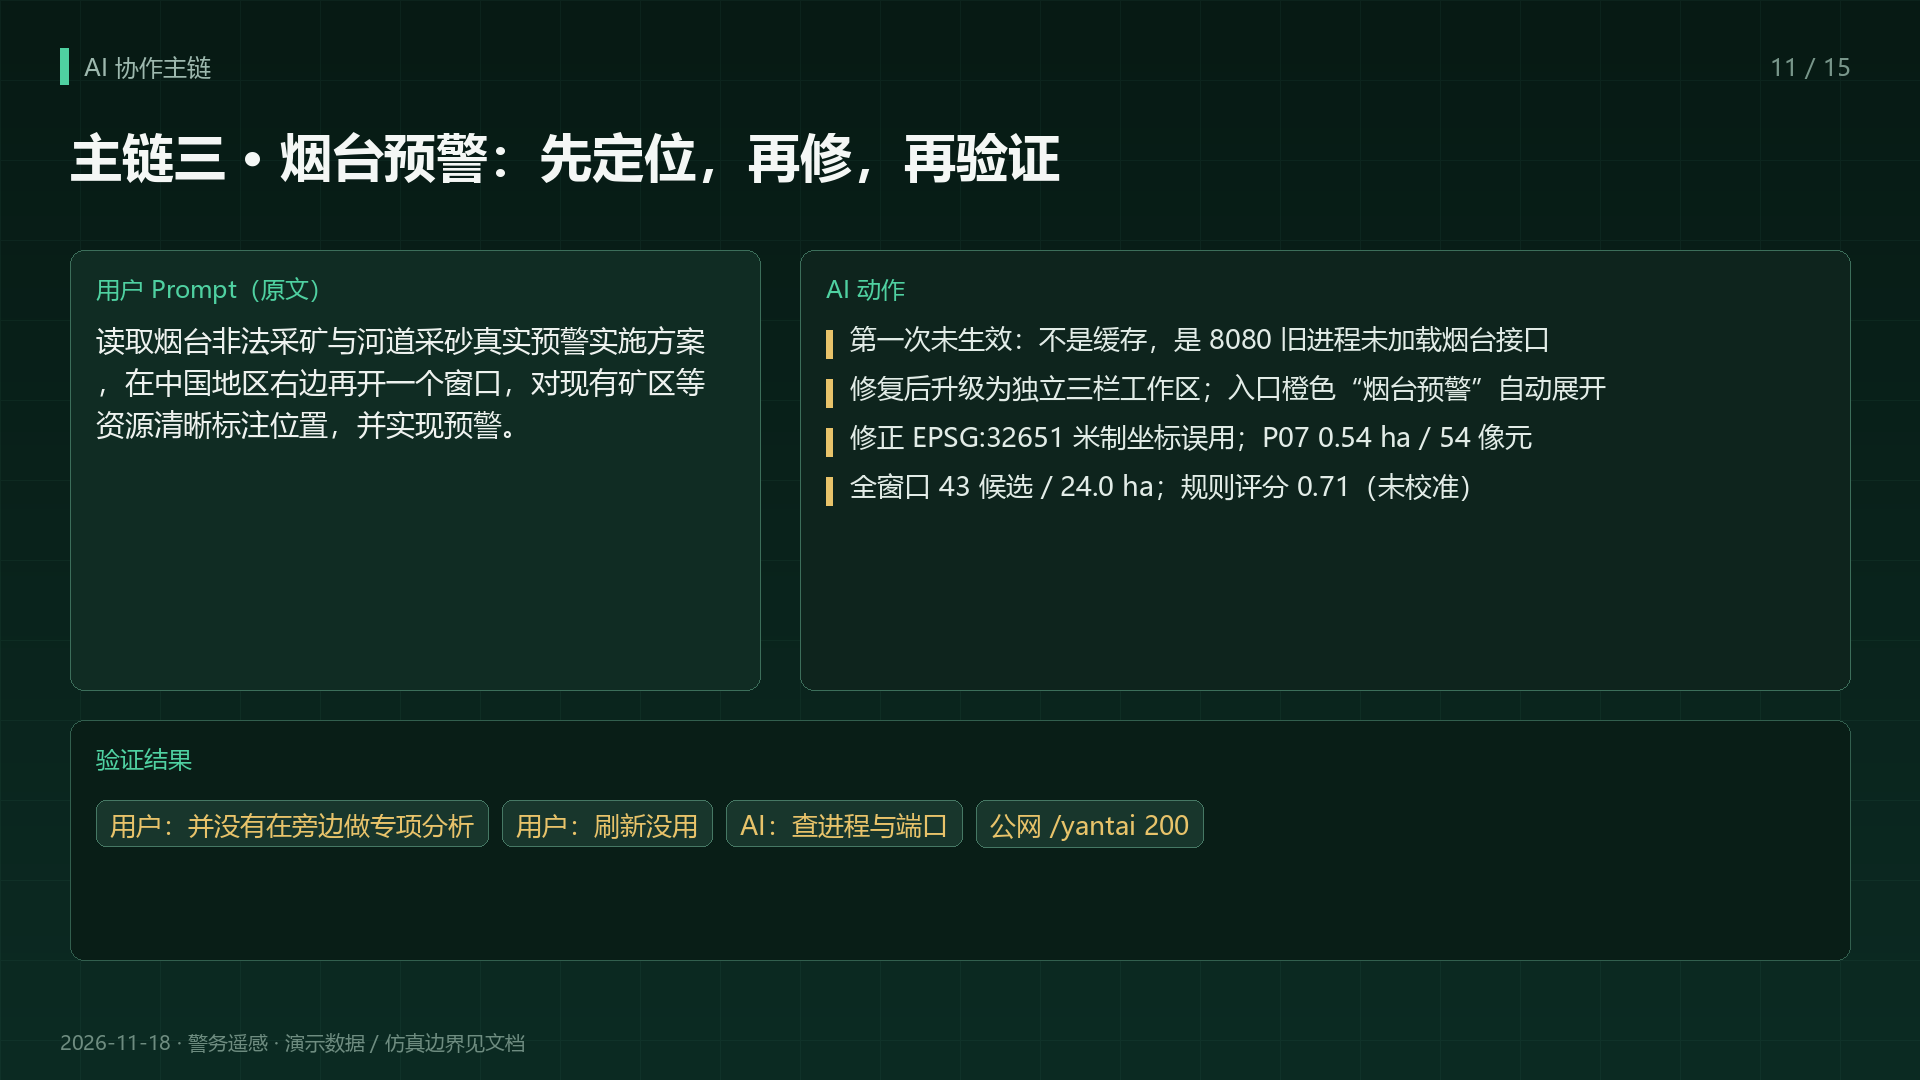 AI 协作主链
11 / 15
主链三 · 烟台预警：先定位，再修，再验证
用户 Prompt（原文）
读取烟台非法采矿与河道采砂真实预警实施方案
，在中国地区右边再开一个窗口，对现有矿区等
资源清晰标注位置，并实现预警。
AI 动作
第一次未生效：不是缓存，是 8080 旧进程未加载烟台接口
修复后升级为独立三栏工作区；入口橙色“烟台预警”自动展开
修正 EPSG:32651 米制坐标误用；P07 0.54 ha / 54 像元
全窗口 43 候选 / 24.0 ha；规则评分 0.71（未校准）
验证结果
用户：并没有在旁边做专项分析
用户：刷新没用
AI：查进程与端口
公网 /yantai 200
2026-11-18 · 警务遥感 · 演示数据 / 仿真边界见文档